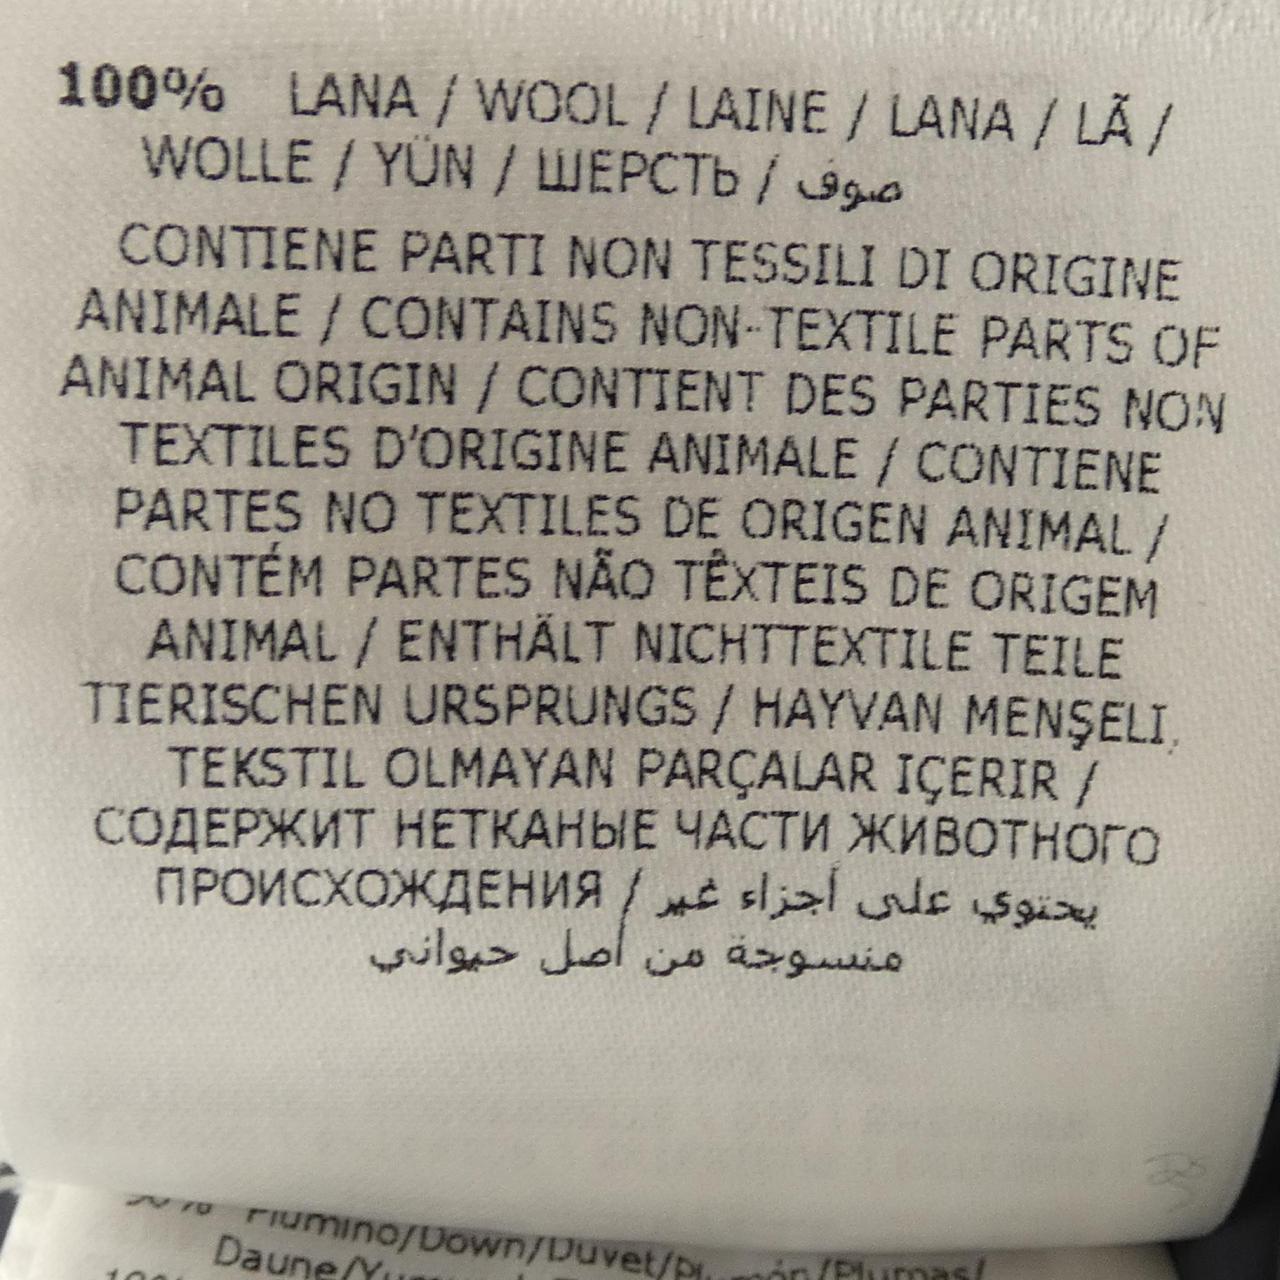 100% LANA / WOOL / LAINE / LANA / LÃ /
WOLLE / YÜN / ШЕРСТЬ / صوف
CONTIENE PARTI NON TESSILI DI ORIGINE
ANIMALE / CONTAINS NON-TEXTILE PARTS OF
ANIMAL ORIGIN / CONTIENT DES PARTIES NON
TEXTILES D'ORIGINE ANIMALE / CONTIENE
PARTES NO TEXTILES DE ORIGEN ANIMAL /
CONTÉM PARTES NÃO TÊXTEIS DE ORIGEM
ANIMAL / ENTHÄLT NICHTTEXTILE TEILE
TIERISCHEN URSPRUNGS / HAYVAN MENŞELI,
TEKSTIL OLMAYAN PARÇALAR IÇERIR /
СОДЕРЖИТ НЕТКАНЫЕ ЧАСТИ ЖИВОТНОГО
ПРОИСХОЖДЕНИЯ / يحتوي على أجزاء غير
منسوجة من أصل حيواني
90% Piumino/Down/Duvet/Plumón/Plumas/
Daune/